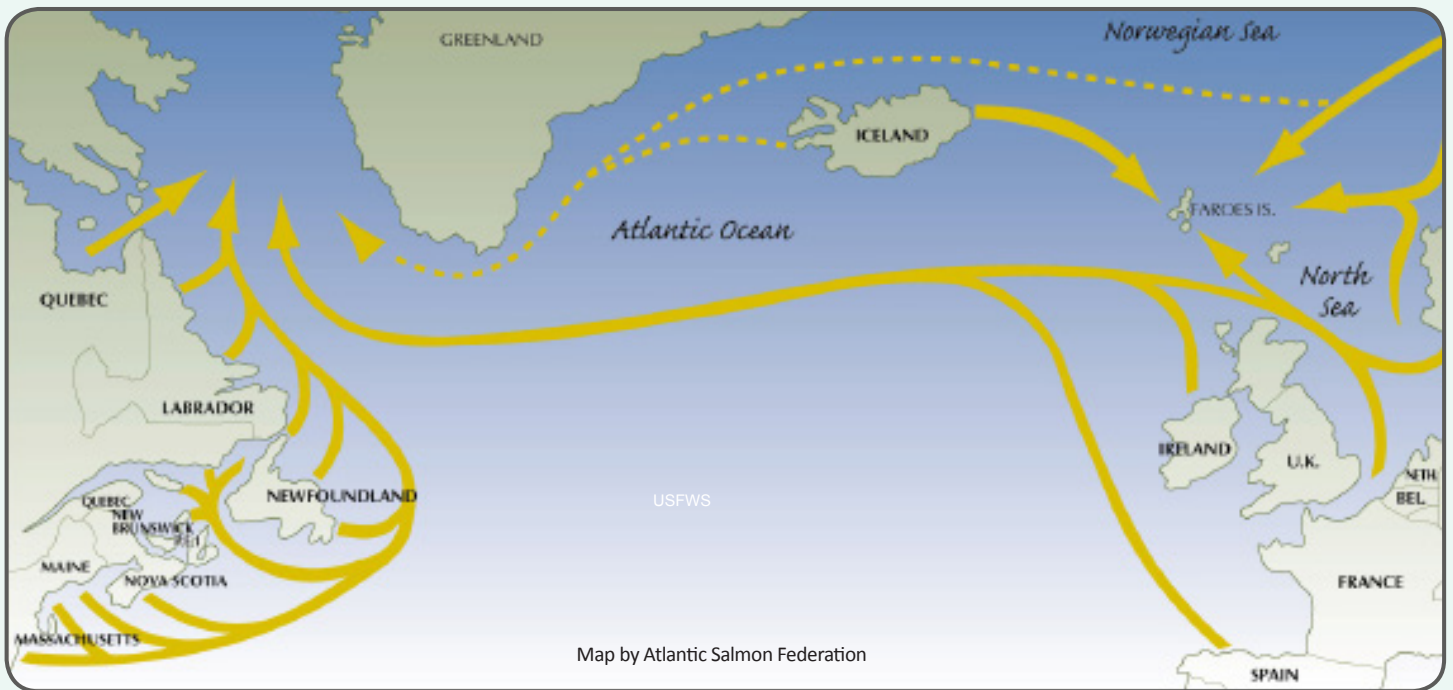 GREENLAND
Norwegian Sea
ICELAND
FAROES IS.
Atlantic Ocean
North
Sea
QUEBEC
LABRADOR
IRELAND
U.K.
NETH.
BEL.
NEWFOUNDLAND
USFWS
QUEBEC
NEW
BRUNSWICK
P.E.I
MAINE
NOVA SCOTIA
FRANCE
MASSACHUSETTS
Map by Atlantic Salmon Federation
SPAIN